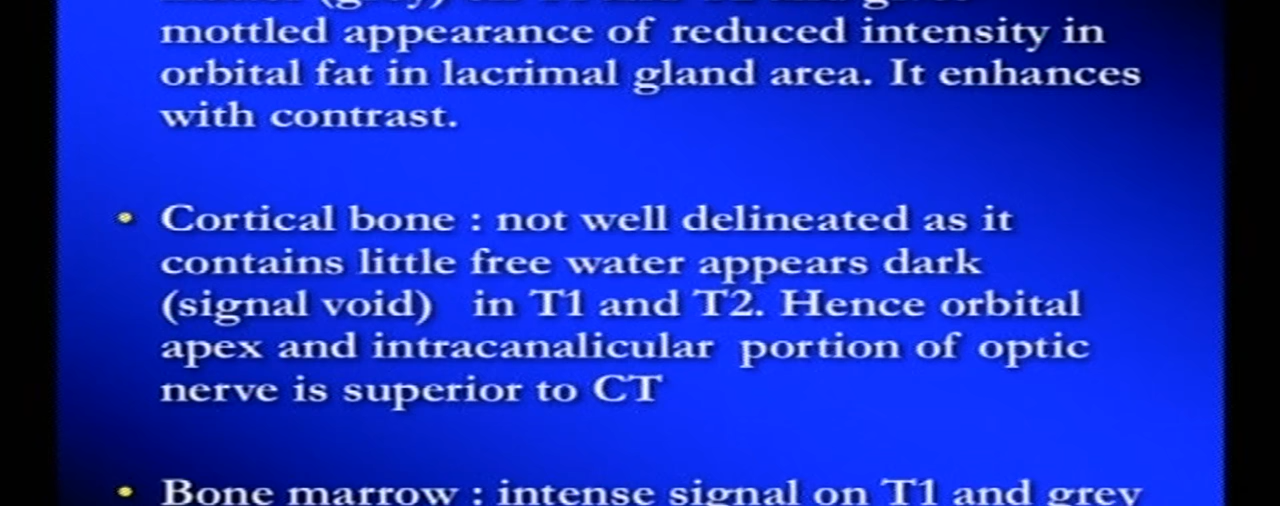 mottled appearance of reduced intensity in
orbital fat in lacrimal gland area. It enhances
with contrast.
• Cortical bone : not well delineated as it
contains little free water appears dark
(signal void) in T1 and T2. Hence orbital
apex and intracanalicular portion of optic
nerve is superior to CT
• Bone marrow : intense signal on T1 and grey